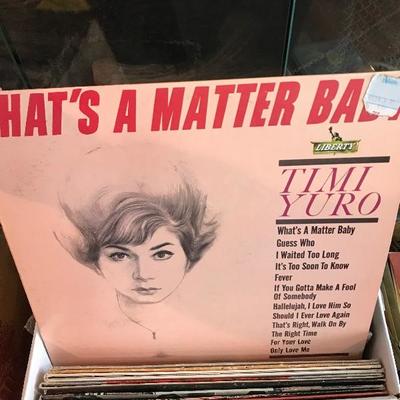 HAT'S A MATTER BAB
LIBERTY
TIMI
YURO
What's A Matter Baby
Guess Who
I Waited Too Long
It's Too Soon To Know
Fever
If You Gotta Make A Fool
Of Somebody
Hallelujah, I Love Him So
Should I Ever Love Again
That's Right, Walk On By
The Right Time
For Your Love
Only Love Me